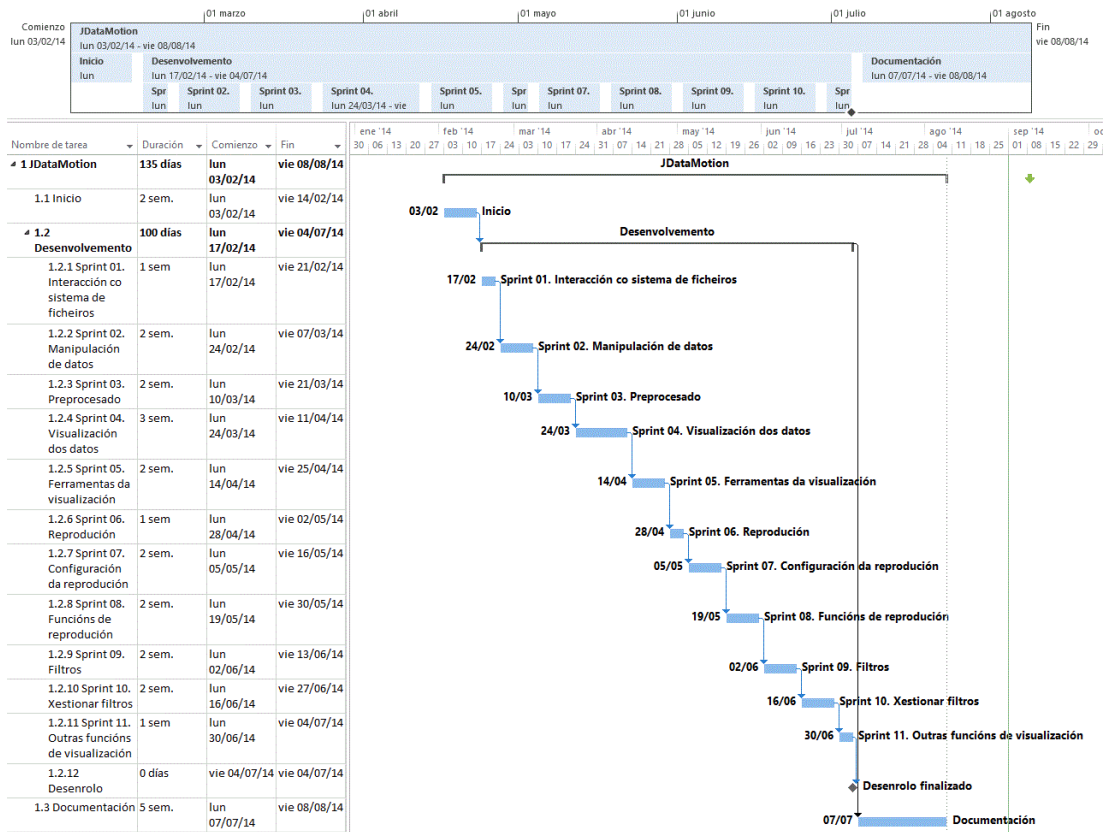 01 marzo 01 abril 01 mayo 01 junio 01 julio 01 agosto
Comienzo
lun 03/02/14
JDataMotion
lun 03/02/14 - vie 08/08/14
Fin
vie 08/08/14
Inicio
lun
Desenvolvemento
lun 17/02/14 - vie 04/07/14
Documentación
lun 07/07/14 - vie 08/08/14
Spr Sprint 02. Sprint 03. Sprint 04. Sprint 05. Spr Sprint 07. Sprint 08. Sprint 09. Sprint 10. Spr
lun lun lun lun 24/03/14 - vie lun lun lun lun lun lun lun
ene '14 feb '14 mar '14 abr '14 may '14 jun '14 jul '14 ago '14 sep '14 oc
Nombre de tarea Duración Comienzo Fin
30 06 13 20 27 03 10 17 24 03 10 17 24 31 07 14 21 28 05 12 19 26 02 09 16 23 30 07 14 21 28 04 11 18 25 01 08 15 22 29
1 JDataMotion 135 días lun 03/02/14 vie 08/08/14
JDataMotion
1.1 Inicio 2 sem. lun 03/02/14 vie 14/02/14
03/02 Inicio
1.2 Desenvolvemento 100 días lun 17/02/14 vie 04/07/14
Desenvolvemento
1.2.1 Sprint 01. Interacción co sistema de ficheiros 1 sem lun 17/02/14 vie 21/02/14
17/02 Sprint 01. Interacción co sistema de ficheiros
1.2.2 Sprint 02. Manipulación de datos 2 sem. lun 24/02/14 vie 07/03/14
24/02 Sprint 02. Manipulación de datos
1.2.3 Sprint 03. Preprocesado 2 sem. lun 10/03/14 vie 21/03/14
10/03 Sprint 03. Preprocesado
1.2.4 Sprint 04. Visualización dos datos 3 sem. lun 24/03/14 vie 11/04/14
24/03 Sprint 04. Visualización dos datos
1.2.5 Sprint 05. Ferramentas da visualización 2 sem. lun 14/04/14 vie 25/04/14
14/04 Sprint 05. Ferramentas da visualización
1.2.6 Sprint 06. Reprodución 1 sem lun 28/04/14 vie 02/05/14
28/04 Sprint 06. Reprodución
1.2.7 Sprint 07. Configuración da reprodución 2 sem. lun 05/05/14 vie 16/05/14
05/05 Sprint 07. Configuración da reprodución
1.2.8 Sprint 08. Funcións de reprodución 2 sem. lun 19/05/14 vie 30/05/14
19/05 Sprint 08. Funcións de reprodución
1.2.9 Sprint 09. Filtros 2 sem. lun 02/06/14 vie 13/06/14
02/06 Sprint 09. Filtros
1.2.10 Sprint 10. Xestionar filtros 2 sem. lun 16/06/14 vie 27/06/14
16/06 Sprint 10. Xestionar filtros
1.2.11 Sprint 11. Outras funcións de visualización 1 sem lun 30/06/14 vie 04/07/14
30/06 Sprint 11. Outras funcións de visualización
1.2.12 Desenrolo 0 días vie 04/07/14 vie 04/07/14
Desenrolo finalizado
1.3 Documentación 5 sem. lun 07/07/14 vie 08/08/14
07/07 Documentación